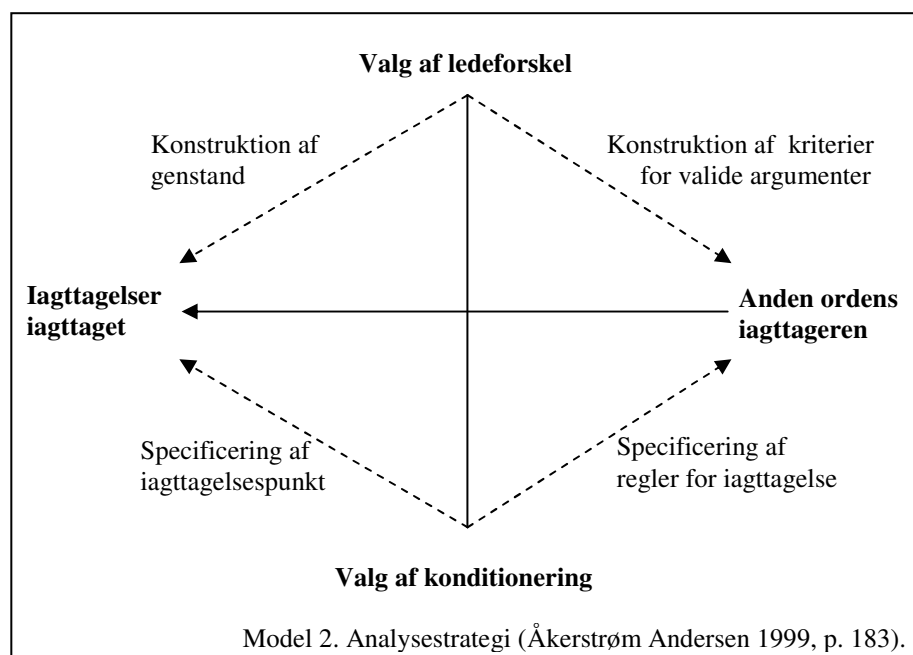 Valg af ledeforskel
Konstruktion af
genstand
Konstruktion af kriterier
for valide argumenter
Iagttagelser
iagttaget
Anden ordens
iagttageren
Specificering af
iagttagelsespunkt
Specificering af
regler for iagttagelse
Valg af konditionering
Model 2. Analysestrategi (Åkerstrøm Andersen 1999, p. 183).